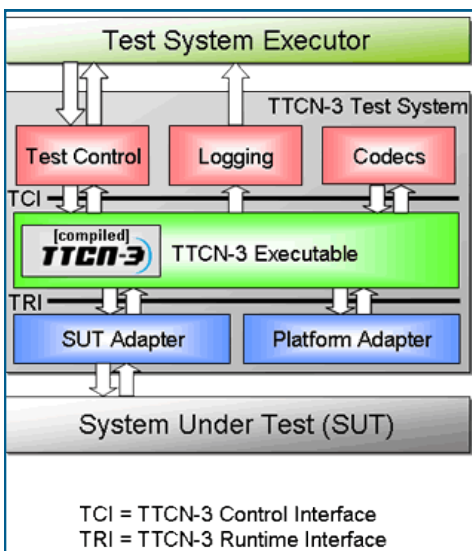 Test System Executor
TTCN-3 Test System
Test Control
Logging
Codecs
TCI
[compiled]
TTCN-3
TTCN-3 Executable
TRI
SUT Adapter
Platform Adapter
System Under Test (SUT)
TCI = TTCN-3 Control Interface
TRI = TTCN-3 Runtime Interface